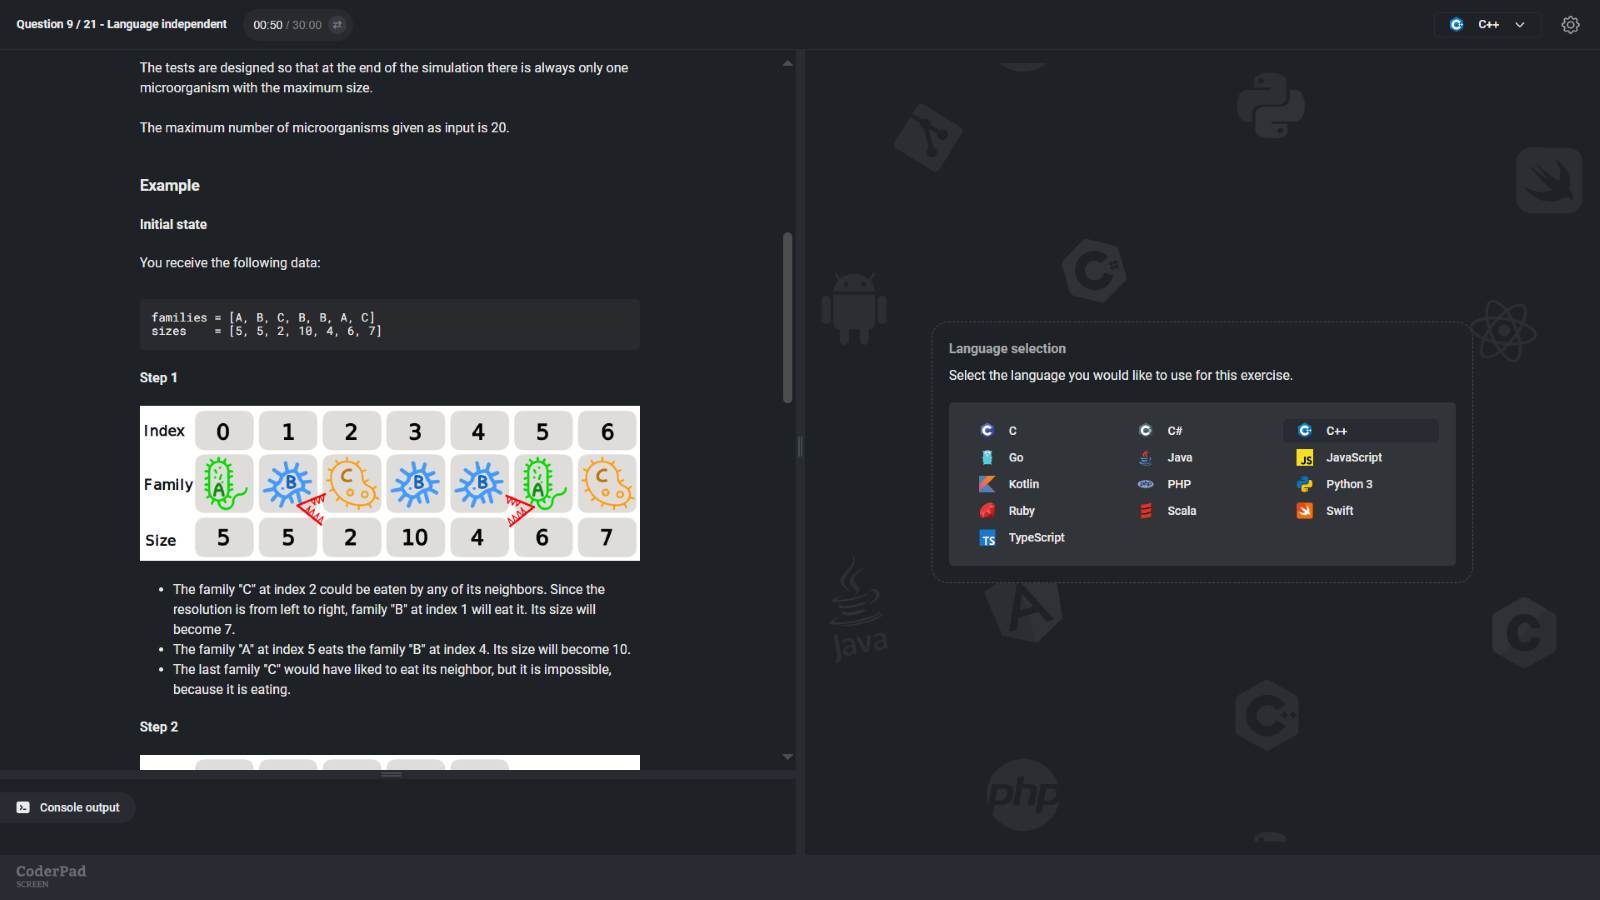 Question 9 / 21 - Language independent
00:50 / 30:00
C++
The tests are designed so that at the end of the simulation there is always only one
microorganism with the maximum size.
The maximum number of microorganisms given as input is 20.
Example
Initial state
You receive the following data:
families = [A, B, C, B, B, A, C]
sizes    = [5, 5, 2, 10, 4, 6, 7]
Step 1
Index 0 1 2 3 4 5 6
Family A B C B B A C
Size 5 5 2 10 4 6 7
• The family "C" at index 2 could be eaten by any of its neighbors. Since the
resolution is from left to right, family "B" at index 1 will eat it. Its size will
become 7.
• The family "A" at index 5 eats the family "B" at index 4. Its size will become 10.
• The last family "C" would have liked to eat its neighbor, but it is impossible,
because it is eating.
Step 2
Console output
CoderPad
SCREEN
Language selection
Select the language you would like to use for this exercise.
C
C#
C++
Go
Java
JS JavaScript
Kotlin
php PHP
Python 3
Ruby
Scala
Swift
TS TypeScript
C#
Java
A
C
C++
php